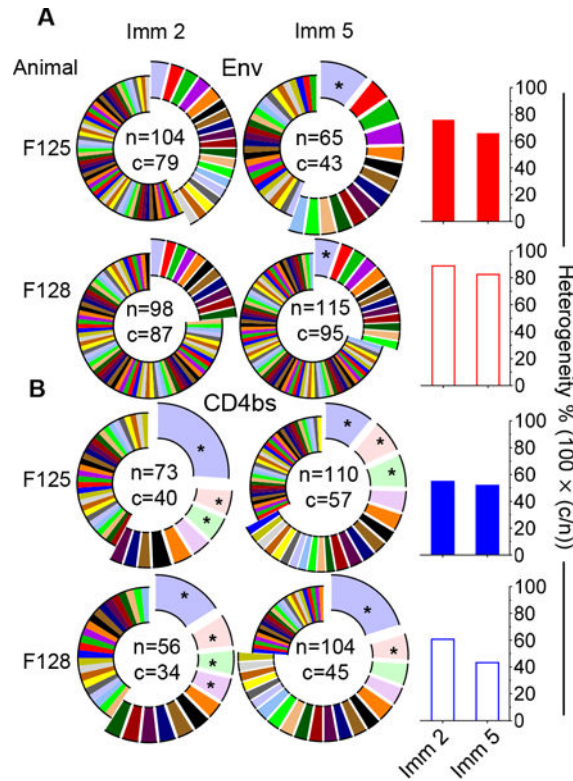 A
Imm 2 Imm 5
Animal Env
F125 n=104 c=79 * n=65 c=43 100 80 60 40 20 0
F128 n=98 c=87 * n=115 c=95 100 80 60 40 20 0
B
CD4bs
F125 * * * n=73 c=40 * * * n=110 c=57 100 80 60 40 20 0
F128 * * * * n=56 c=34 * * n=104 c=45 100 80 60 40 20 0
Imm 2 Imm 5
Heterogeneity % (100 × (c/n))